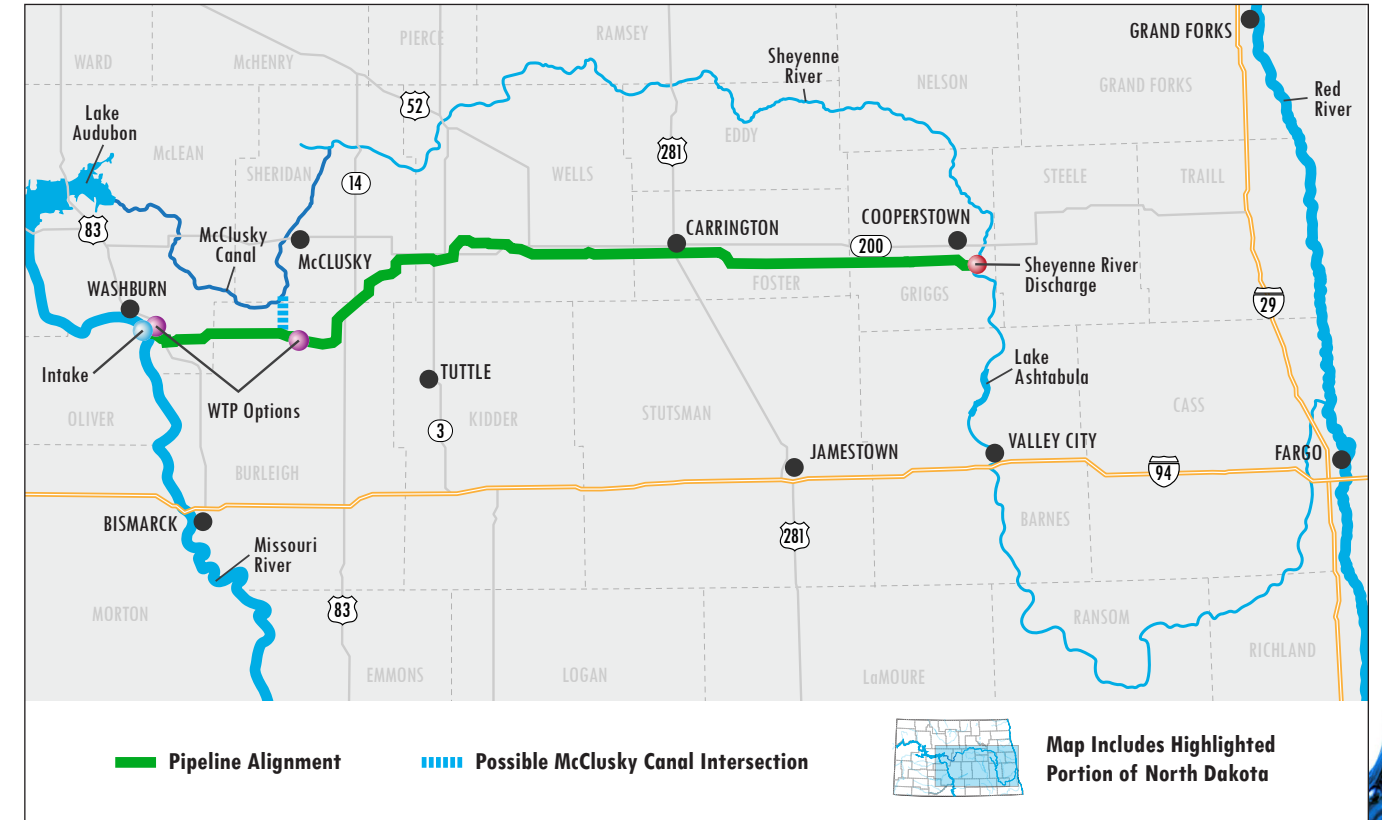 PIERCE
RAMSEY
GRAND FORKS
WARD
McHENRY
Sheyenne
River
NELSON
GRAND FORKS
Red
River
52
Lake
Audubon
EDDY
281
McLEAN
SHERIDAN
14
WELLS
STEELE
TRAILL
83
McClusky
Canal
McCLUSKY
CARRINGTON
COOPERSTOWN
200
Sheyenne River
Discharge
WASHBURN
FOSTER
GRIGGS
29
Intake
WTP Options
TUTTLE
Lake
Ashtabula
OLIVER
3
KIDDER
STUTSMAN
CASS
BURLEIGH
JAMESTOWN
VALLEY CITY
FARGO
94
BISMARCK
Missouri
River
281
BARNES
MORTON
83
RANSOM
RICHLAND
EMMONS
LOGAN
LaMOURE
Pipeline Alignment
Possible McClusky Canal Intersection
Map Includes Highlighted
Portion of North Dakota